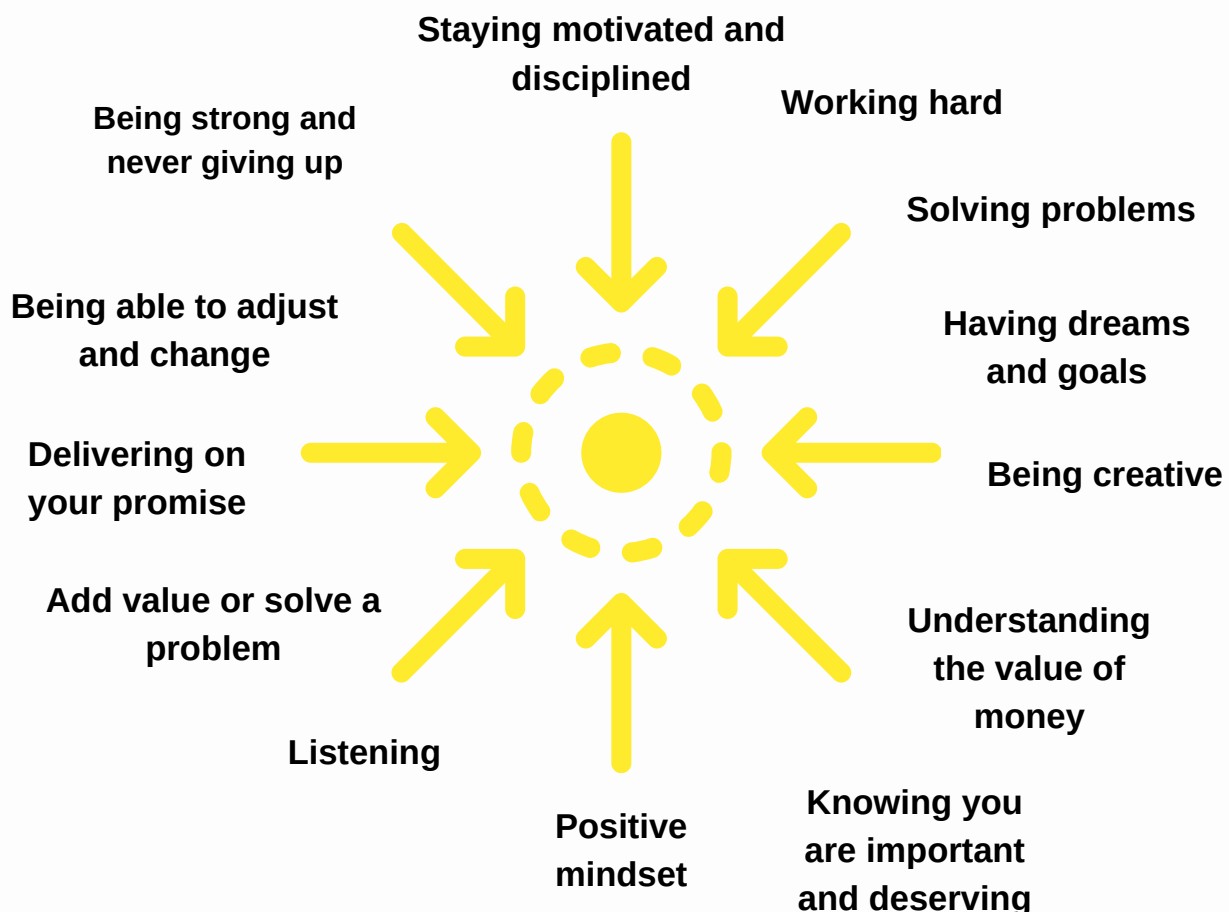 Staying motivated and
disciplined
Working hard
Solving problems
Having dreams
and goals
Being creative
Understanding
the value of
money
Knowing you
are important
and deserving
Positive
mindset
Listening
Add value or solve a
problem
Delivering on
your promise
Being able to adjust
and change
Being strong and
never giving up